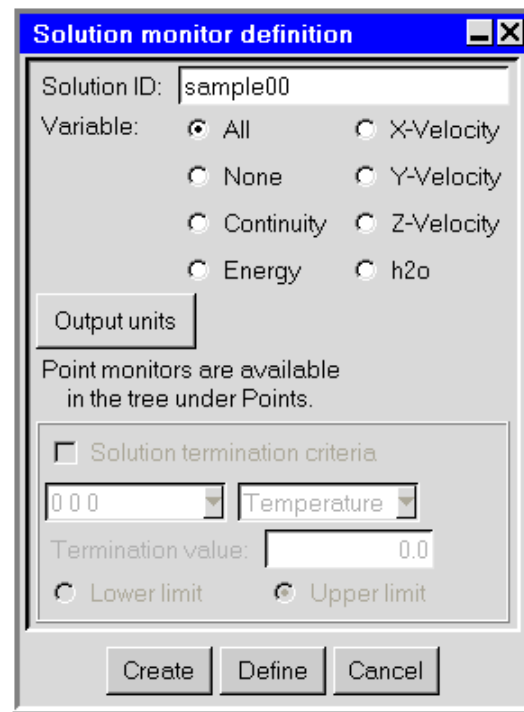 Solution monitor definition
Solution ID: sample00
Variable: All X-Velocity
None Y-Velocity
Continuity Z-Velocity
Energy h2o
Output units
Point monitors are available
in the tree under Points.
Solution termination criteria
0 0 0 Temperature
Termination value: 0.0
Lower limit Upper limit
Create Define Cancel